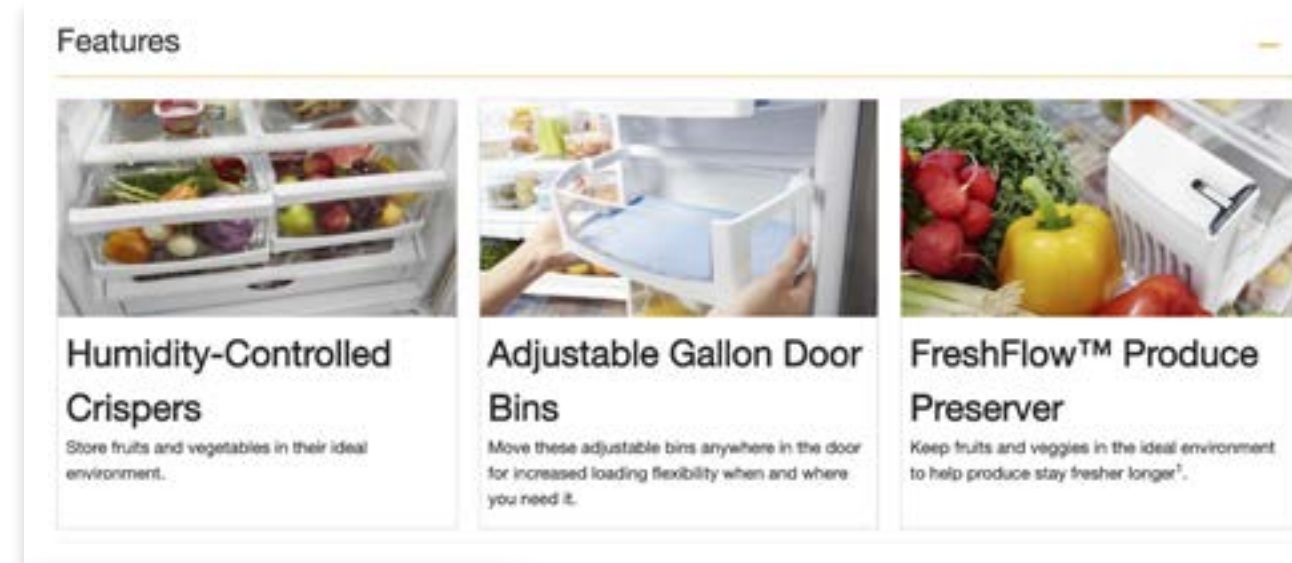 Features
Humidity-Controlled
Crispers
Store fruits and vegetables in their ideal
environment.
Adjustable Gallon Door
Bins
Move these adjustable bins anywhere in the door
for increased loading flexibility when and where
you need it.
FreshFlow™ Produce
Preserver
Keep fruits and veggies in the ideal environment
to help produce stay fresher longer¹.